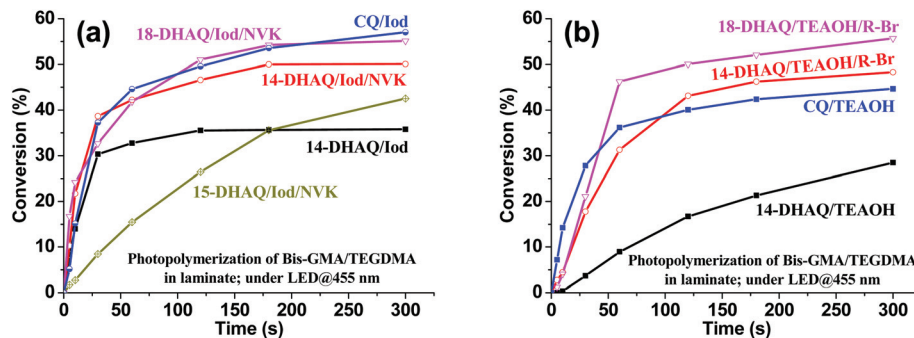 (a)
18-DHAQ/Iod/NVK
CQ/Iod
14-DHAQ/Iod/NVK
14-DHAQ/Iod
15-DHAQ/Iod/NVK
Photopolymerization of Bis-GMA/TEGDMA
in laminate; under LED@455 nm
Conversion (%)
60
50
40
30
20
10
0
0 50 100 150 200 250 300
Time (s)
(b)
18-DHAQ/TEAOH/R-Br
14-DHAQ/TEAOH/R-Br
CQ/TEAOH
14-DHAQ/TEAOH
Photopolymerization of Bis-GMA/TEGDMA
in laminate; under LED@455 nm
Conversion (%)
60
50
40
30
20
10
0
0 50 100 150 200 250 300
Time (s)